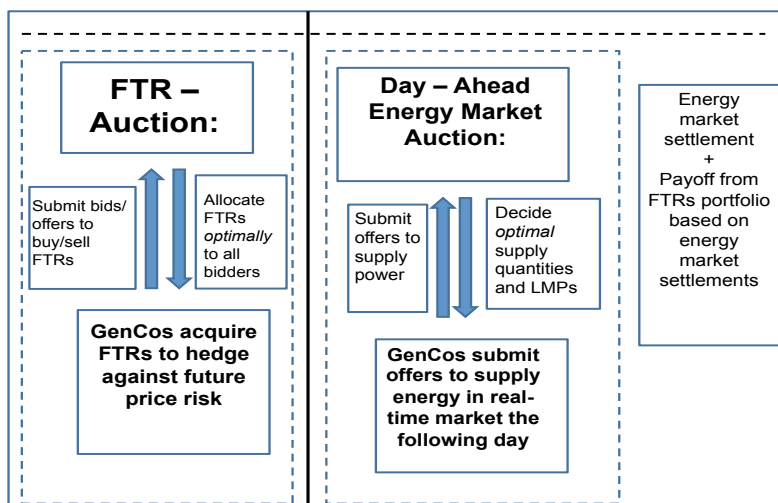 FTR –
Auction:
Submit bids/
offers to
buy/sell
FTRs
Allocate
FTRs
optimally
to all
bidders
GenCos acquire
FTRs to hedge
against future
price risk
Day – Ahead
Energy Market
Auction:
Submit
offers to
supply
power
Decide
optimal
supply
quantities
and LMPs
GenCos submit
offers to supply
energy in real-
time market the
following day
Energy
market
settlement
+
Payoff from
FTRs portfolio
based on
energy
market
settlements